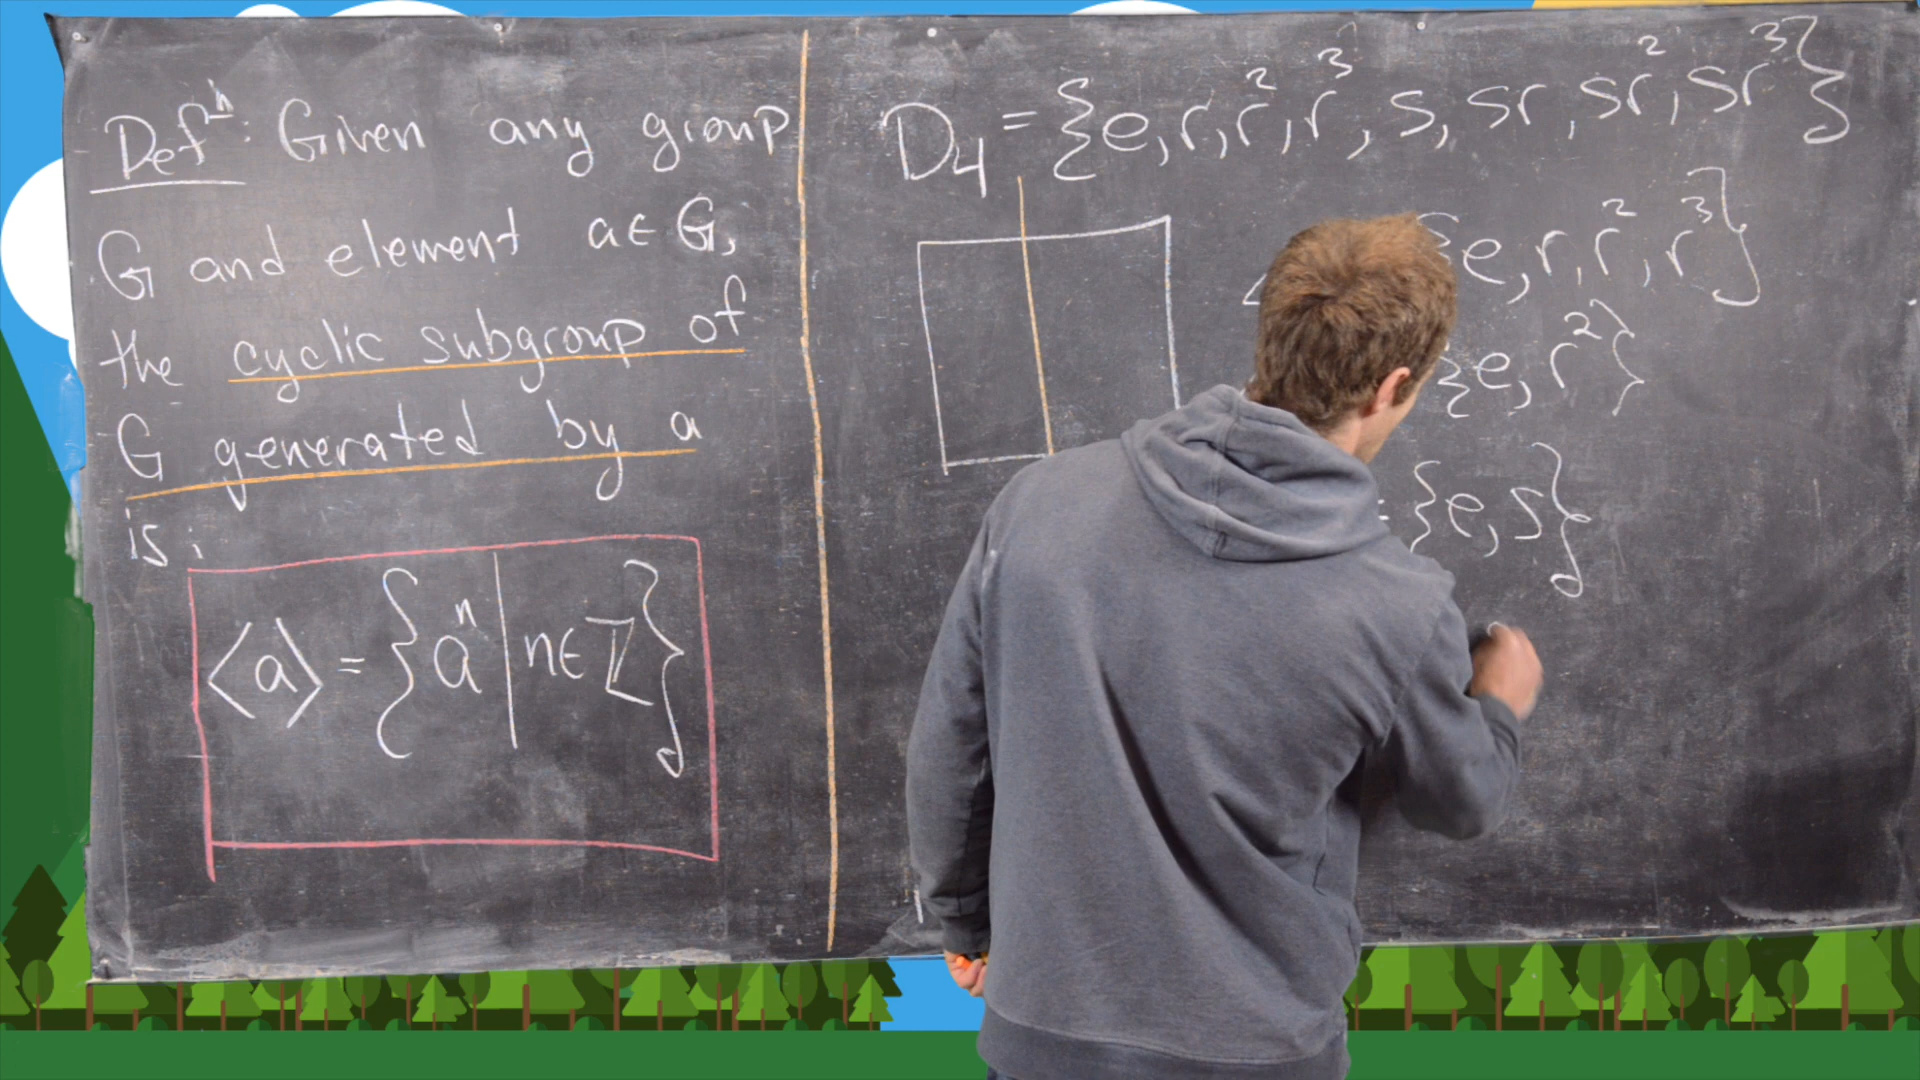 Defⁿ: Given any group
G and element a∈G,
the cyclic subgroup of
G generated by a
is:
⟨a⟩ = {aⁿ | n∈ℤ}
D₄ = {e, r, r², r³, s, sr, sr², sr³}
{e, r, r², r³}
{e, r²}
= {e, s}